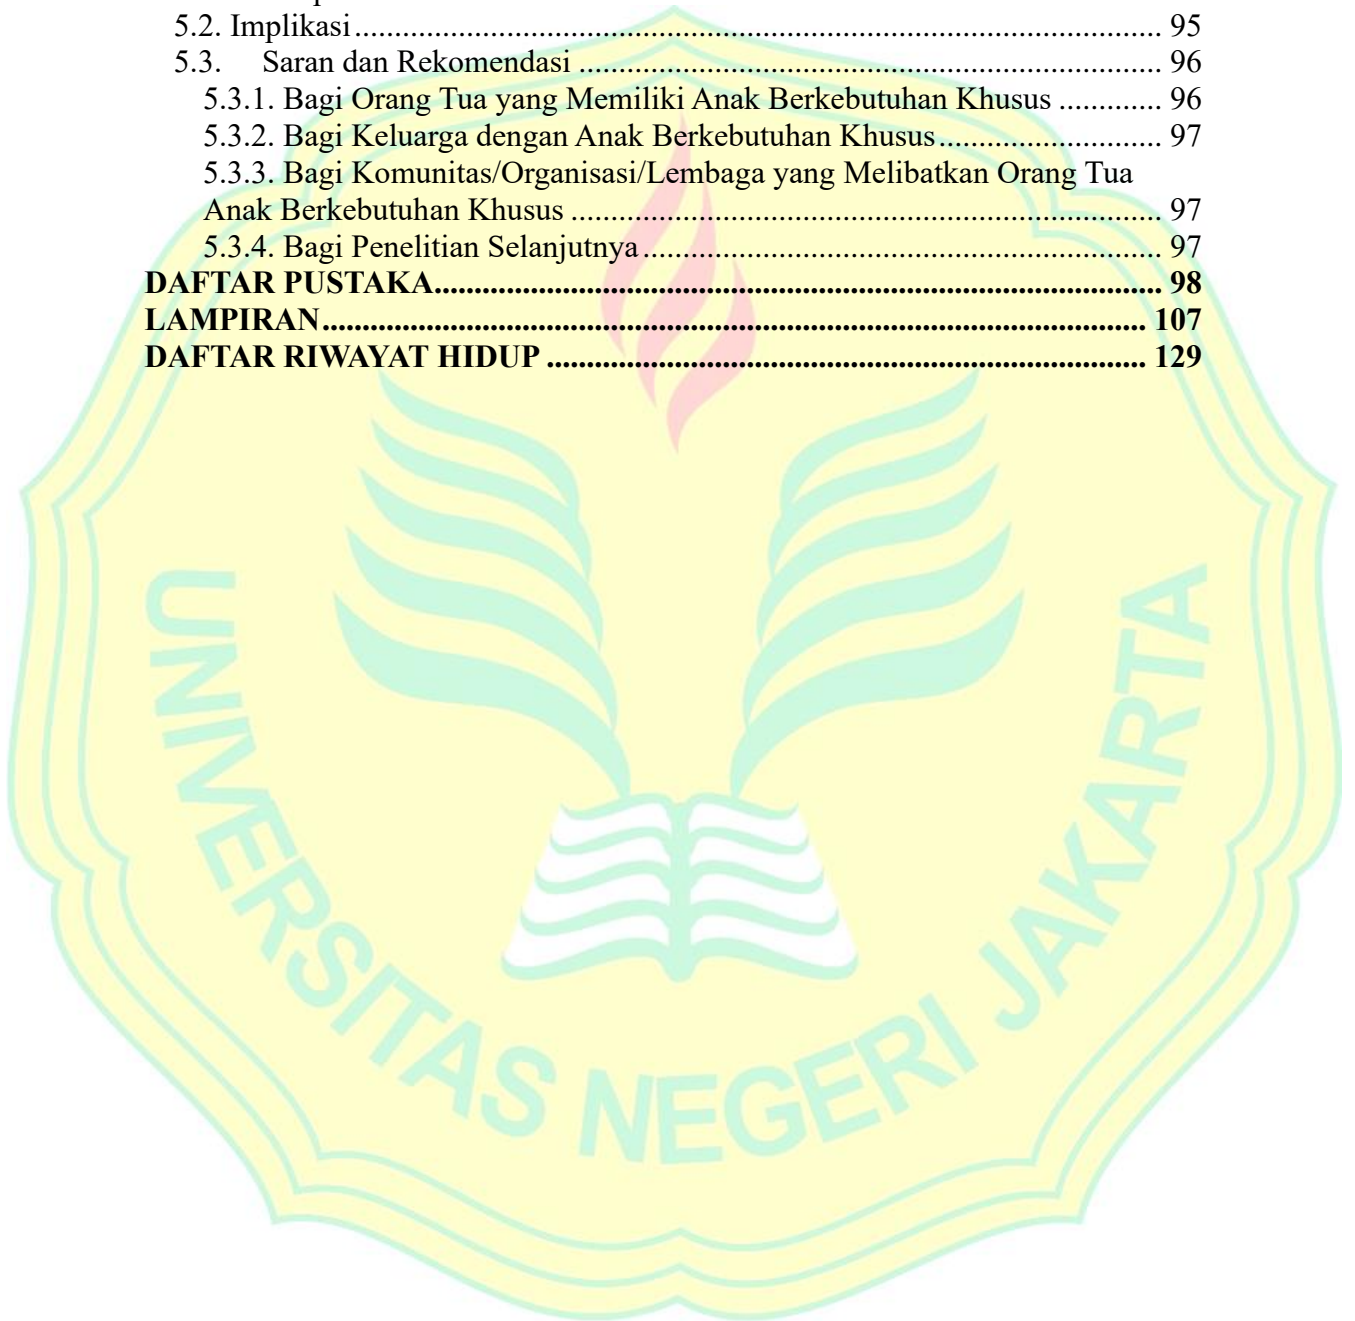 5.2. Implikasi ........................................................................................................................ 95
5.3. Saran dan Rekomendasi ....................................................................................... 96
5.3.1. Bagi Orang Tua yang Memiliki Anak Berkebutuhan Khusus ............. 96
5.3.2. Bagi Keluarga dengan Anak Berkebutuhan Khusus ................................. 97
5.3.3. Bagi Komunitas/Organisasi/Lembaga yang Melibatkan Orang Tua
Anak Berkebutuhan Khusus ........................................................................................ 97
5.3.4. Bagi Penelitian Selanjutnya ............................................................................. 97
DAFTAR PUSTAKA ............................................................................................................. 98
LAMPIRAN ........................................................................................................................ 107
DAFTAR RIWAYAT HIDUP ......................................................................................... 129
UNIVERSITAS NEGERI JAKARTA